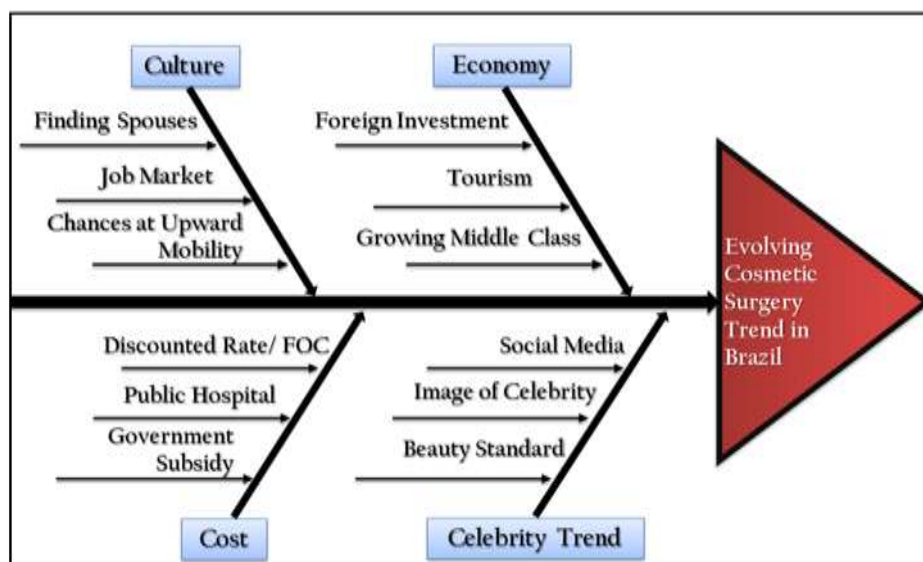 Culture
Economy
Finding Spouses
Foreign Investment
Job Market
Tourism
Chances at Upward
Mobility
Growing Middle Class
Evolving
Cosmetic
Surgery
Trend in
Brazil
Discounted Rate/ FOC
Social Media
Public Hospital
Image of Celebrity
Government
Subsidy
Beauty Standard
Cost
Celebrity Trend